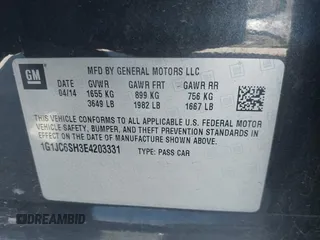 GM
MFD BY GENERAL MOTORS LLC
DATE GVWR GAWR FRT GAWR RR
04/14 1655 KG 899 KG 756 KG
3649 LB 1982 LB 1667 LB
THIS VEHICLE CONFORMS TO ALL APPLICABLE U.S. FEDERAL MOTOR
VEHICLE SAFETY, BUMPER, AND THEFT PREVENTION STANDARDS IN
EFFECT ON THE DATE OF MANUFACTURE SHOWN ABOVE.
1G1JC6SH3E4203331 TYPE: PASS CAR
DREAMBID